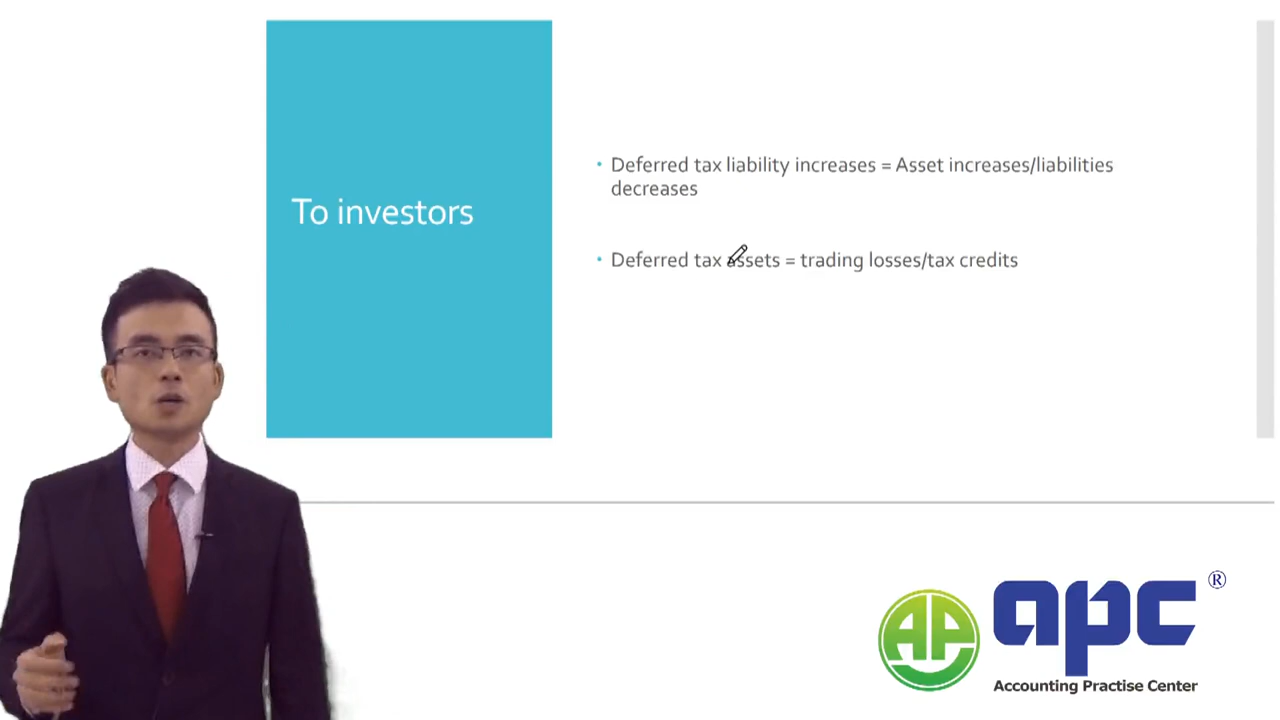 To investors
• Deferred tax liability increases = Asset increases/liabilities
decreases
• Deferred tax assets = trading losses/tax credits
AP
apc ®
Accounting Practise Center